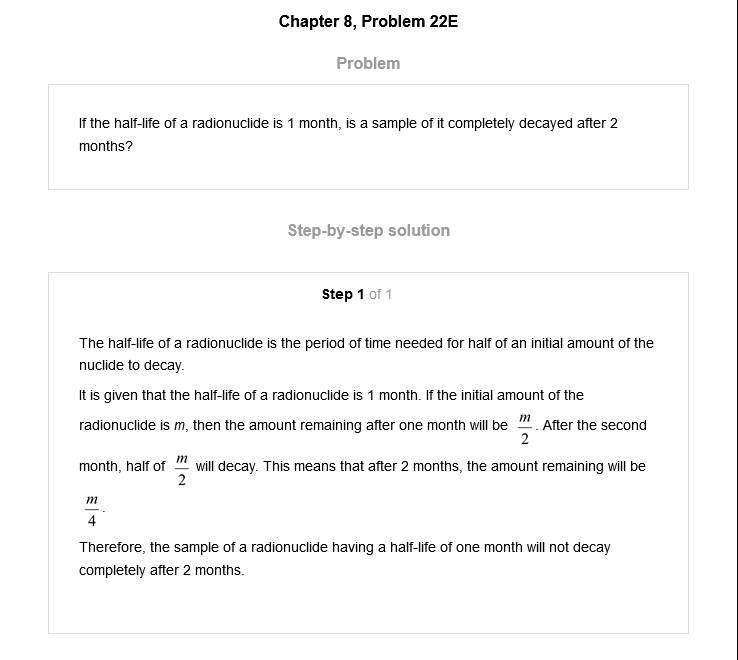 Chapter 8, Problem 22E
Problem
If the half-life of a radionuclide is 1 month, is a sample of it completely decayed after 2
months?
Step-by-step solution
Step 1 of 1
The half-life of a radionuclide is the period of time needed for half of an initial amount of the
nuclide to decay.
It is given that the half-life of a radionuclide is 1 month. If the initial amount of the
radionuclide is m, then the amount remaining after one month will be m/2. After the second
month, half of m/2 will decay. This means that after 2 months, the amount remaining will be
m/4.
Therefore, the sample of a radionuclide having a half-life of one month will not decay
completely after 2 months.